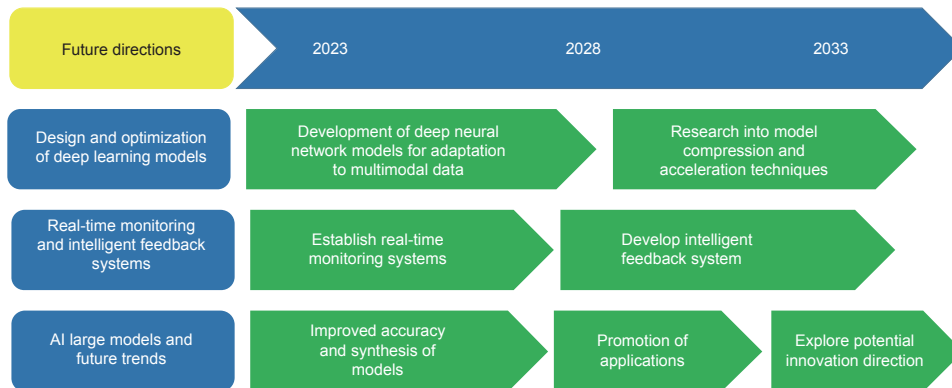 Future directions
2023
2028
2033
Design and optimization
of deep learning models
Development of deep neural
network models for adaptation
to multimodal data
Research into model
compression and
acceleration techniques
Real-time monitoring
and intelligent feedback
systems
Establish real-time
monitoring systems
Develop intelligent
feedback system
AI large models and
future trends
Improved accuracy
and synthesis of
models
Promotion of
applications
Explore potential
innovation direction